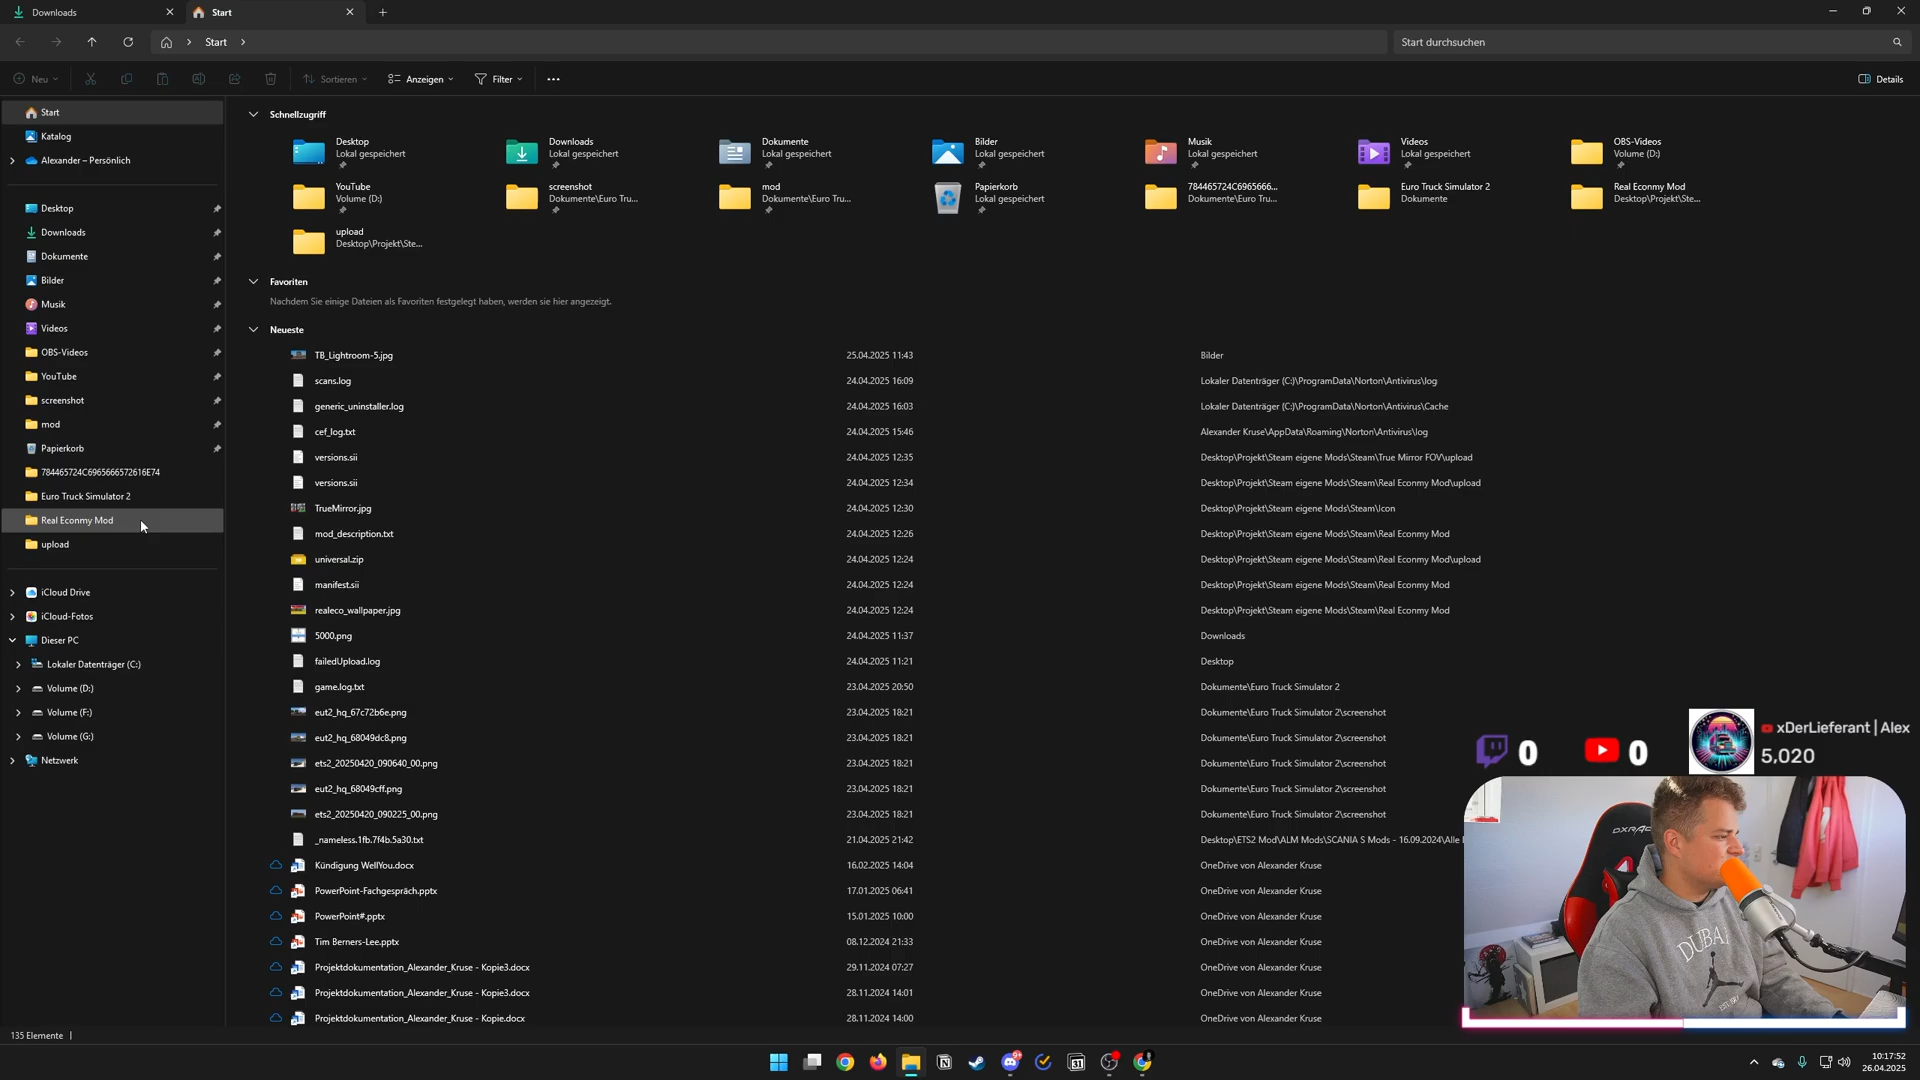 Downloads
Start
Start
Start durchsuchen
Neu
Sortieren
Anzeigen
Filter
Details
Start
Katalog
Alexander – Persönlich
Desktop
Downloads
Dokumente
Bilder
Musik
Videos
OBS-Videos
YouTube
screenshot
mod
Papierkorb
784465724C6965666572616E74
Euro Truck Simulator 2
Real Econmy Mod
upload
iCloud Drive
iCloud-Fotos
Dieser PC
Lokaler Datenträger (C:)
Volume (D:)
Volume (F:)
Volume (G:)
Netzwerk
Schnellzugriff
Desktop
Lokal gespeichert
Downloads
Lokal gespeichert
Dokumente
Lokal gespeichert
Bilder
Lokal gespeichert
Musik
Lokal gespeichert
Videos
Lokal gespeichert
OBS-Videos
Volume (D:)
YouTube
Volume (D:)
screenshot
Dokumente\Euro Tru...
mod
Dokumente\Euro Tru...
Papierkorb
Lokal gespeichert
784465724C6965666...
Dokumente\Euro Tru...
Euro Truck Simulator 2
Dokumente
Real Econmy Mod
Desktop\Projekt\Ste...
upload
Desktop\Projekt\Ste...
Favoriten
Nachdem Sie einige Dateien als Favoriten festgelegt haben, werden sie hier angezeigt.
Neueste
TB_Lightroom-5.jpg 25.04.2025 11:43 Bilder
scans.log 24.04.2025 16:09 Lokaler Datenträger (C:)\ProgramData\Norton\Antivirus\log
generic_uninstaller.log 24.04.2025 16:03 Lokaler Datenträger (C:)\ProgramData\Norton\Antivirus\Cache
cef_log.txt 24.04.2025 15:46 Alexander Kruse\AppData\Roaming\Norton\Antivirus\log
versions.sii 24.04.2025 12:35 Desktop\Projekt\Steam eigene Mods\Steam\True Mirror FOV\upload
versions.sii 24.04.2025 12:34 Desktop\Projekt\Steam eigene Mods\Steam\Real Econmy Mod\upload
TrueMirror.jpg 24.04.2025 12:30 Desktop\Projekt\Steam eigene Mods\Steam\Icon
mod_description.txt 24.04.2025 12:26 Desktop\Projekt\Steam eigene Mods\Steam\Real Econmy Mod
universal.zip 24.04.2025 12:24 Desktop\Projekt\Steam eigene Mods\Steam\Real Econmy Mod\upload
manifest.sii 24.04.2025 12:24 Desktop\Projekt\Steam eigene Mods\Steam\Real Econmy Mod
realeco_wallpaper.jpg 24.04.2025 12:24 Desktop\Projekt\Steam eigene Mods\Steam\Real Econmy Mod
5000.png 24.04.2025 11:37 Downloads
failedUpload.log 24.04.2025 11:21 Desktop
game.log.txt 23.04.2025 20:50 Dokumente\Euro Truck Simulator 2
eut2_hq_67c72b6e.png 23.04.2025 18:21 Dokumente\Euro Truck Simulator 2\screenshot
eut2_hq_68049dc8.png 23.04.2025 18:21 Dokumente\Euro Truck Simulator 2\screenshot
ets2_20250420_090640_00.png 23.04.2025 18:21 Dokumente\Euro Truck Simulator 2\screenshot
eut2_hq_68049cff.png 23.04.2025 18:21 Dokumente\Euro Truck Simulator 2\screenshot
ets2_20250420_090225_00.png 23.04.2025 18:21 Dokumente\Euro Truck Simulator 2\screenshot
_nameless.1fb.7f4b.5a30.txt 21.04.2025 21:42 Desktop\ETS2 Mod\ALM Mods\SCANIA S Mods - 16.09.2024\Alle
Kündigung WellYou.docx 16.02.2025 14:04 OneDrive von Alexander Kruse
PowerPoint-Fachgespräch.pptx 17.01.2025 06:41 OneDrive von Alexander Kruse
PowerPoint#.pptx 15.01.2025 10:00 OneDrive von Alexander Kruse
Tim Berners-Lee.pptx 08.12.2024 21:33 OneDrive von Alexander Kruse
Projektdokumentation_Alexander_Kruse - Kopie3.docx 29.11.2024 07:27 OneDrive von Alexander Kruse
Projektdokumentation_Alexander_Kruse - Kopie3.docx 28.11.2024 14:01 OneDrive von Alexander Kruse
Projektdokumentation_Alexander_Kruse - Kopie.docx 28.11.2024 14:00 OneDrive von Alexander Kruse
0
0
xDerLieferant | Alex
5,020
DXRAC
DUBAI
135 Elemente
31
9+
10:17:52
26.04.2025